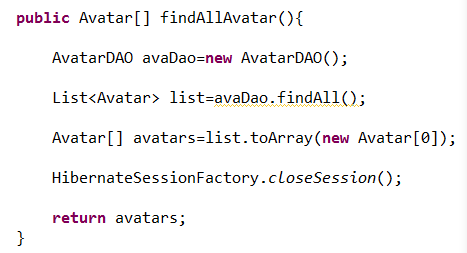 public Avatar[] findAllAvatar(){
AvatarDAO avaDao=new AvatarDAO();
List<Avatar> list=avaDao.findAll();
Avatar[] avatars=list.toArray(new Avatar[0]);
HibernateSessionFactory.closeSession();
return avatars;
}